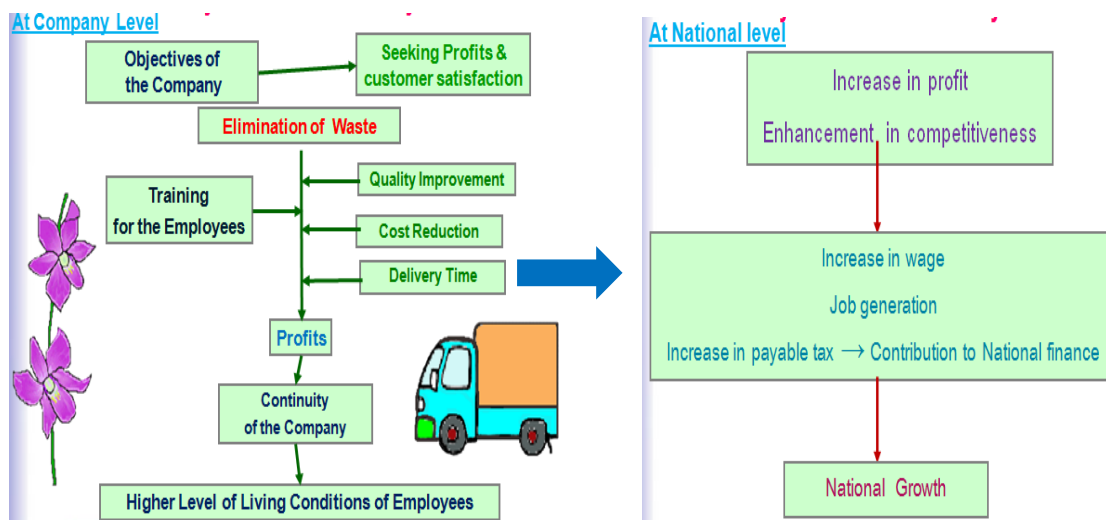 At Company Level
Objectives of
the Company
Seeking Profits &
customer satisfaction
Elimination of Waste
Quality Improvement
Training
for the Employees
Cost Reduction
Delivery Time
Profits
Continuity
of the Company
Higher Level of Living Conditions of Employees
At National level
Increase in profit
Enhancement in competitiveness
Increase in wage
Job generation
Increase in payable tax → Contribution to National finance
National Growth